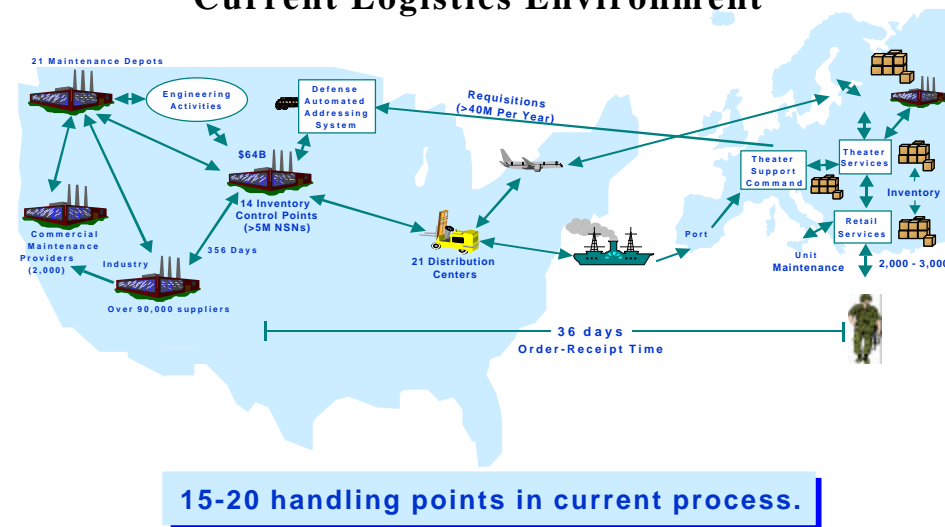 Current Logistics Environment
21 Maintenance Depots
Engineering
Activities
Defense
Automated
Addressing
System
Requisitions
(>40M Per Year)
$64B
14 Inventory
Control Points
(>5M NSNs)
Theater
Support
Command
Theater
Services
Inventory
Retail
Services
Commercial
Maintenance
Providers
(2,000)
Industry
356 Days
21 Distribution
Centers
Port
Unit
Maintenance
2,000 - 3,000
Over 90,000 suppliers
36 days
Order-Receipt Time
15-20 handling points in current process.